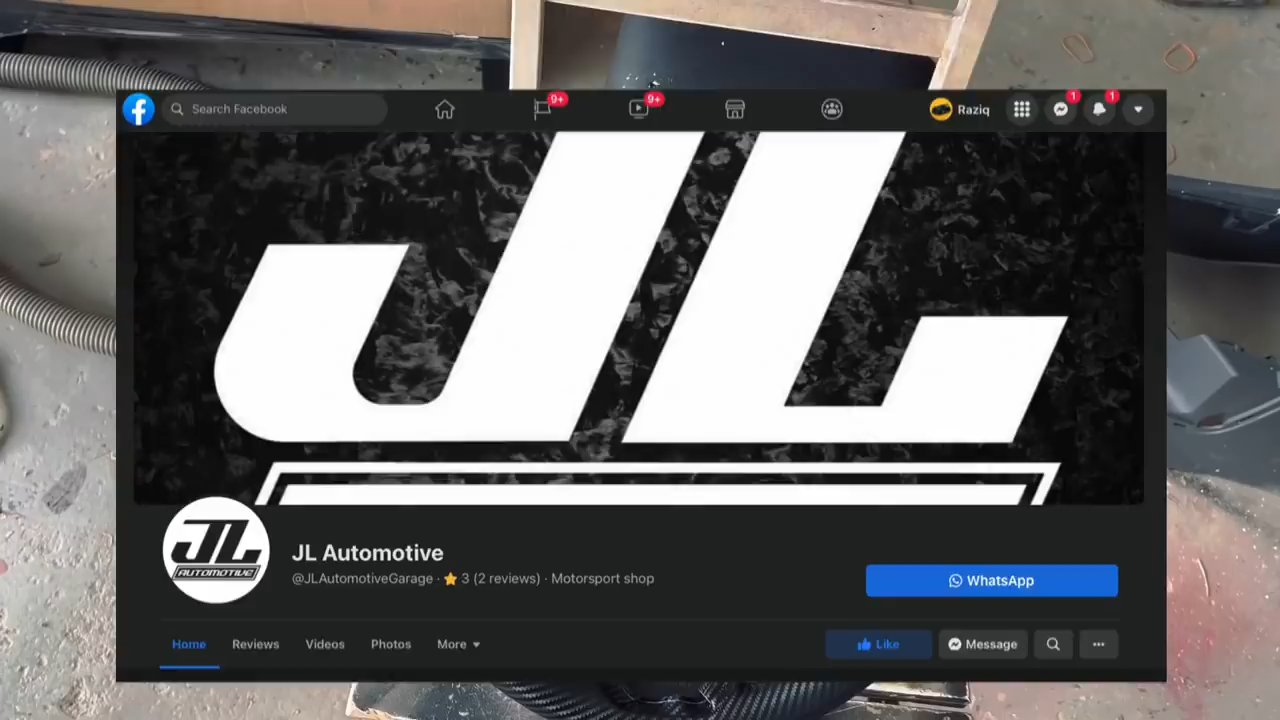 Search Facebook
9+
9+
Raziq
1
1
JL
JL
AUTOMOTIVE
JL Automotive
@JLAutomotiveGarage · ⭐ 3 (2 reviews) · Motorsport shop
WhatsApp
Home Reviews Videos Photos More
Like Message